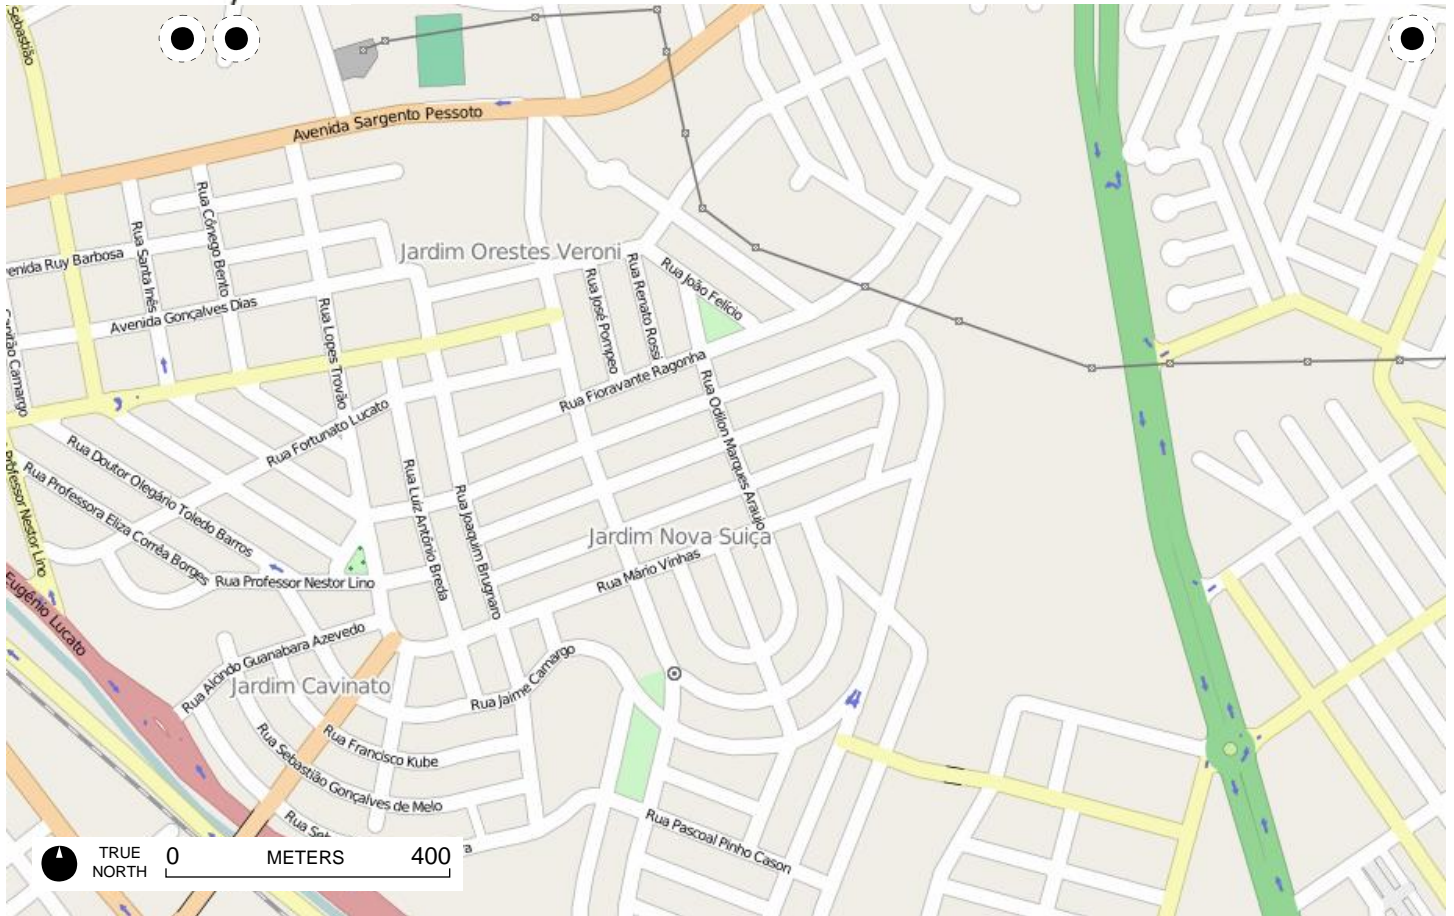 Sebastião
Avenida Sargento Pessoto
Rua Cônego Bento
Rua Santa Inês
Jardim Orestes Veroni
Rua João Felício
Rua Renato Rossi
Rua José Pompeo
Avenida Gonçalves Dias
Rua Lopes Trovão
Rua Fioravante Ragonha
Rua Odilon Marques Araujo
Rua Fortunato Lucato
Rua Doutor Olegário Toledo Barros
Rua Professora Eliza Corrêa Borges
Professor Nestor Lino
Rua Luiz Antônio Breda
Rua Joaquim Brugnaro
Jardim Nova Suiça
Rua Mário Vinhas
Rua Professor Nestor Lino
Eugênio Lucato
Rua Alcindo Guanabara Azevedo
Jardim Cavinato
Rua Jaime Camargo
Rua Francisco Kube
Rua Sebastião Gonçalves de Melo
Rua Pascoal Pinho Cason
Ruy Barbosa
Camargo
Rua
TRUE
NORTH
0 METERS 400